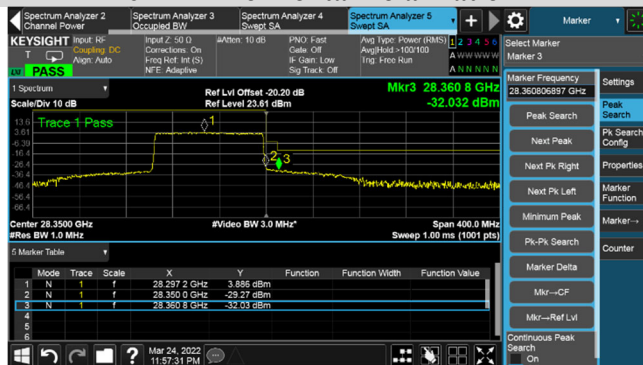 Spectrum Analyzer 2
Channel Power
Spectrum Analyzer 3
Occupied BW
Spectrum Analyzer 4
Swept SA
Spectrum Analyzer 5
Swept SA
Marker
KEYSIGHT
Input: RF
Coupling: DC
Align: Auto
Input Z: 50 Ω
Corrections: On
Freq Ref: Int (S)
NFE: Adaptive
#Atten: 10 dB
PNO: Fast
Gate: Off
IF Gain: Low
Sig Track: Off
Avg Type: Power (RMS)
Avg|Hold:>100/100
Trig: Free Run
1 2 3 4 5 6
A W W W W W
A N N N N N
PASS
Select Marker
Marker 3
Marker Frequency
28.360806897 GHz
Peak Search
Next Peak
Next Pk Right
Next Pk Left
Minimum Peak
Pk-Pk Search
Marker Delta
Mkr→CF
Mkr→Ref Lvl
Continuous Peak
Search
On
Settings
Peak
Search
Pk Search
Config
Properties
Marker
Function
Marker→
Counter
1 Spectrum
Scale/Div 10 dB
Ref Lvl Offset -20.20 dB
Ref Level 23.61 dBm
Mkr3 28.360 8 GHz
-32.032 dBm
Trace 1 Pass
13.6
3.61
-6.39
-16.4
-26.4
-36.4
-46.4
-56.4
-66.4
1
2
3
Center 28.3500 GHz
#Res BW 1.0 MHz
#Video BW 3.0 MHz*
Span 400.0 MHz
Sweep 1.00 ms (1001 pts)
5 Marker Table
Mode Trace Scale X Y Function Function Width Function Value
1 N 1 f 28.297 2 GHz 3.886 dBm
2 N 1 f 28.350 0 GHz -29.27 dBm
3 N 1 f 28.360 8 GHz -32.03 dBm
4
5
6
?
Mar 24, 2022
11:57:31 PM